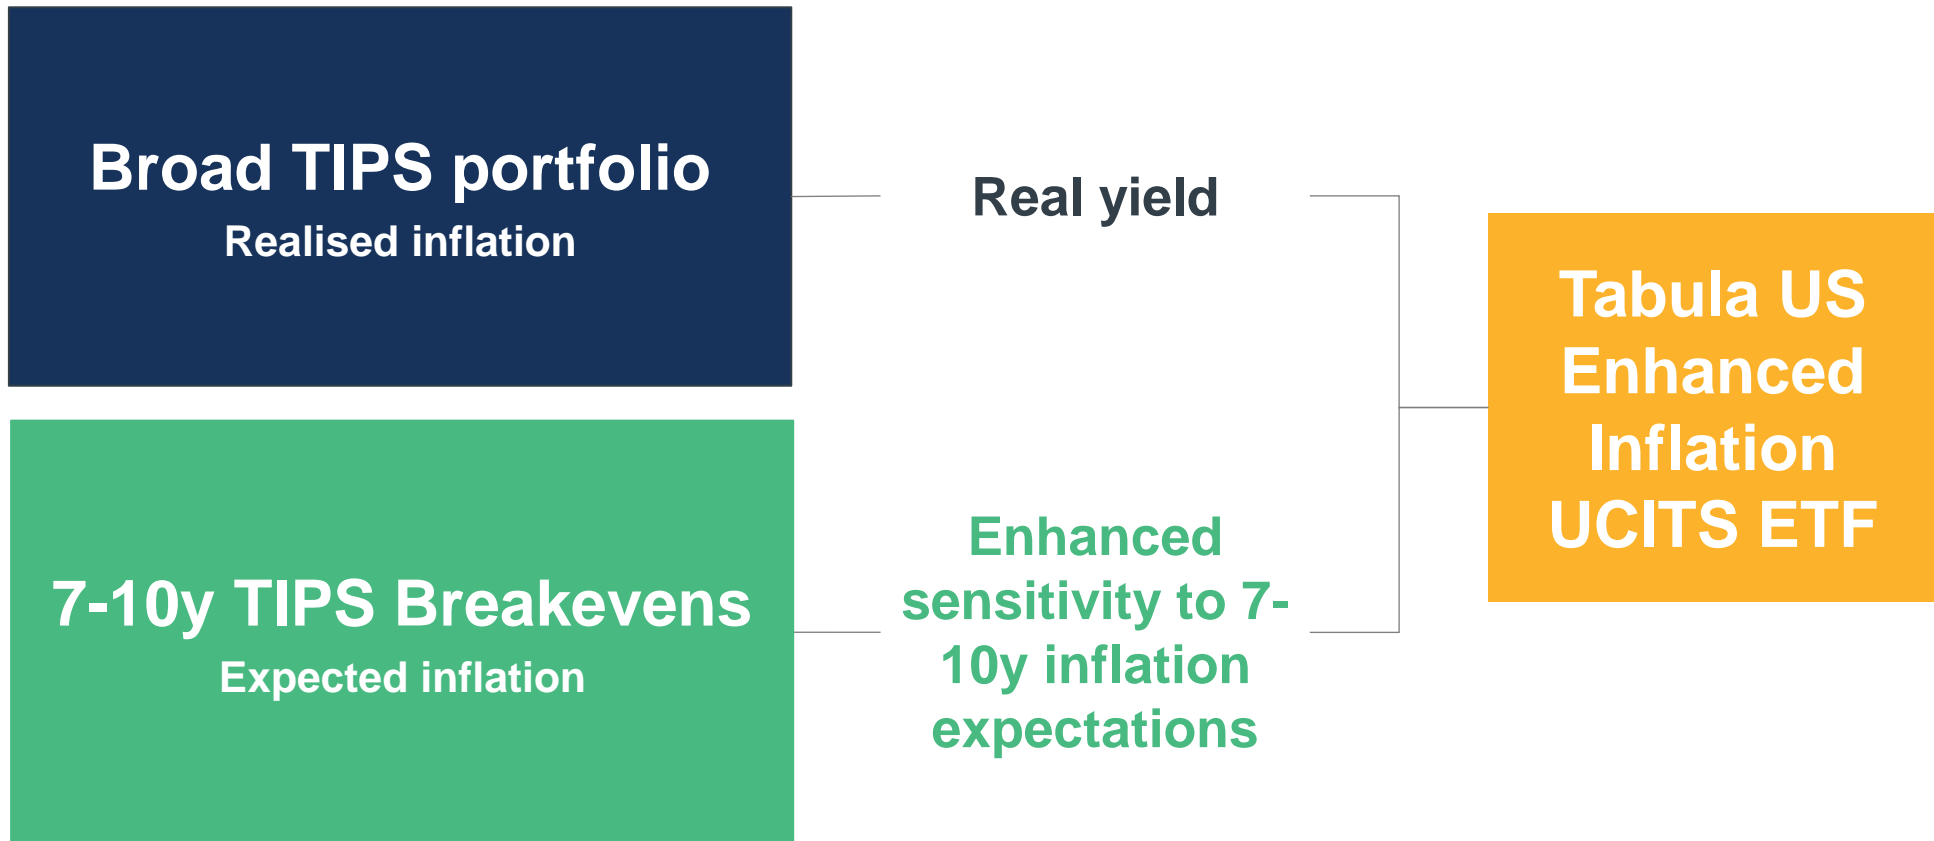 Broad TIPS portfolio
Realised inflation
Real yield
7-10y TIPS Breakevens
Expected inflation
Enhanced
sensitivity to 7-
10y inflation
expectations
Tabula US
Enhanced
Inflation
UCITS ETF